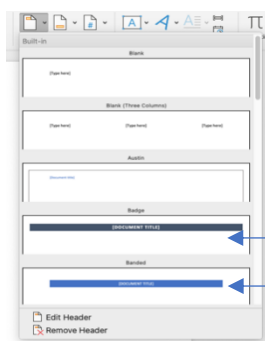 A A A π
#
Built-in
Blank
[Type here]
Blank (Three Columns)
[Type here] [Type here] [Type here]
Austin
[Document title]
Badge
[DOCUMENT TITLE]
Banded
[DOCUMENT TITLE]
Edit Header
Remove Header